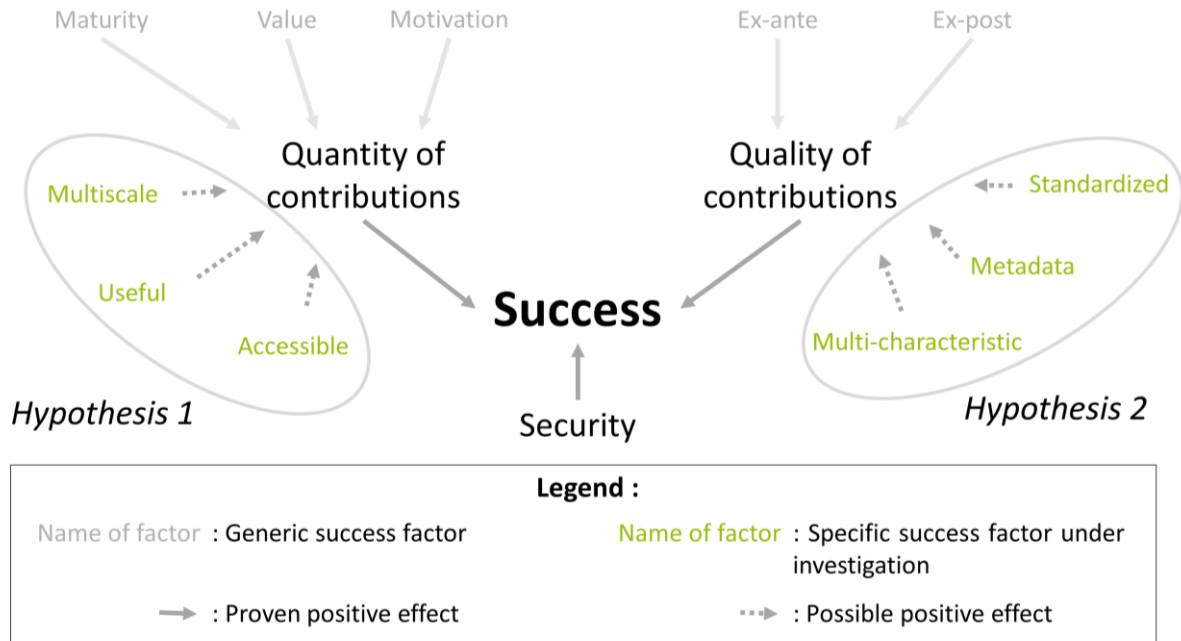 Maturity
Value
Motivation
Ex-ante
Ex-post
Quantity of
contributions
Quality of
contributions
Multiscale
Useful
Accessible
Standardized
Metadata
Multi-characteristic
Success
Hypothesis 1
Hypothesis 2
Security
Legend :
Name of factor : Generic success factor
Name of factor : Specific success factor under
investigation
: Proven positive effect
: Possible positive effect